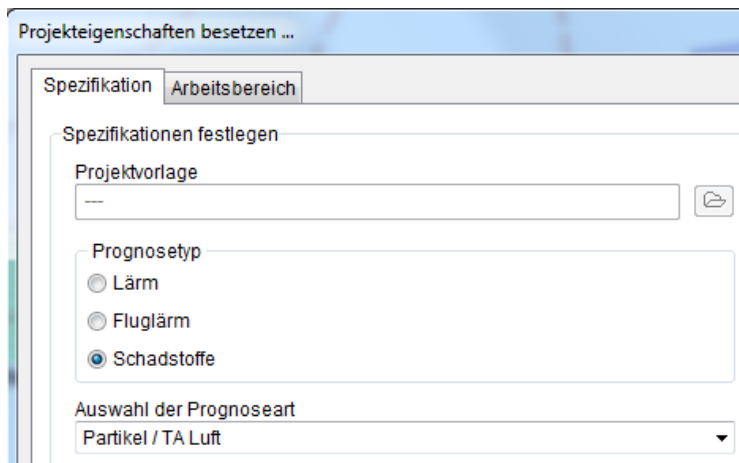 Projekteigenschaften besetzen ...
Spezifikation Arbeitsbereich
Spezifikationen festlegen
Projektvorlage
---
Prognosetyp
Lärm
Fluglärm
Schadstoffe
Auswahl der Prognoseart
Partikel / TA Luft